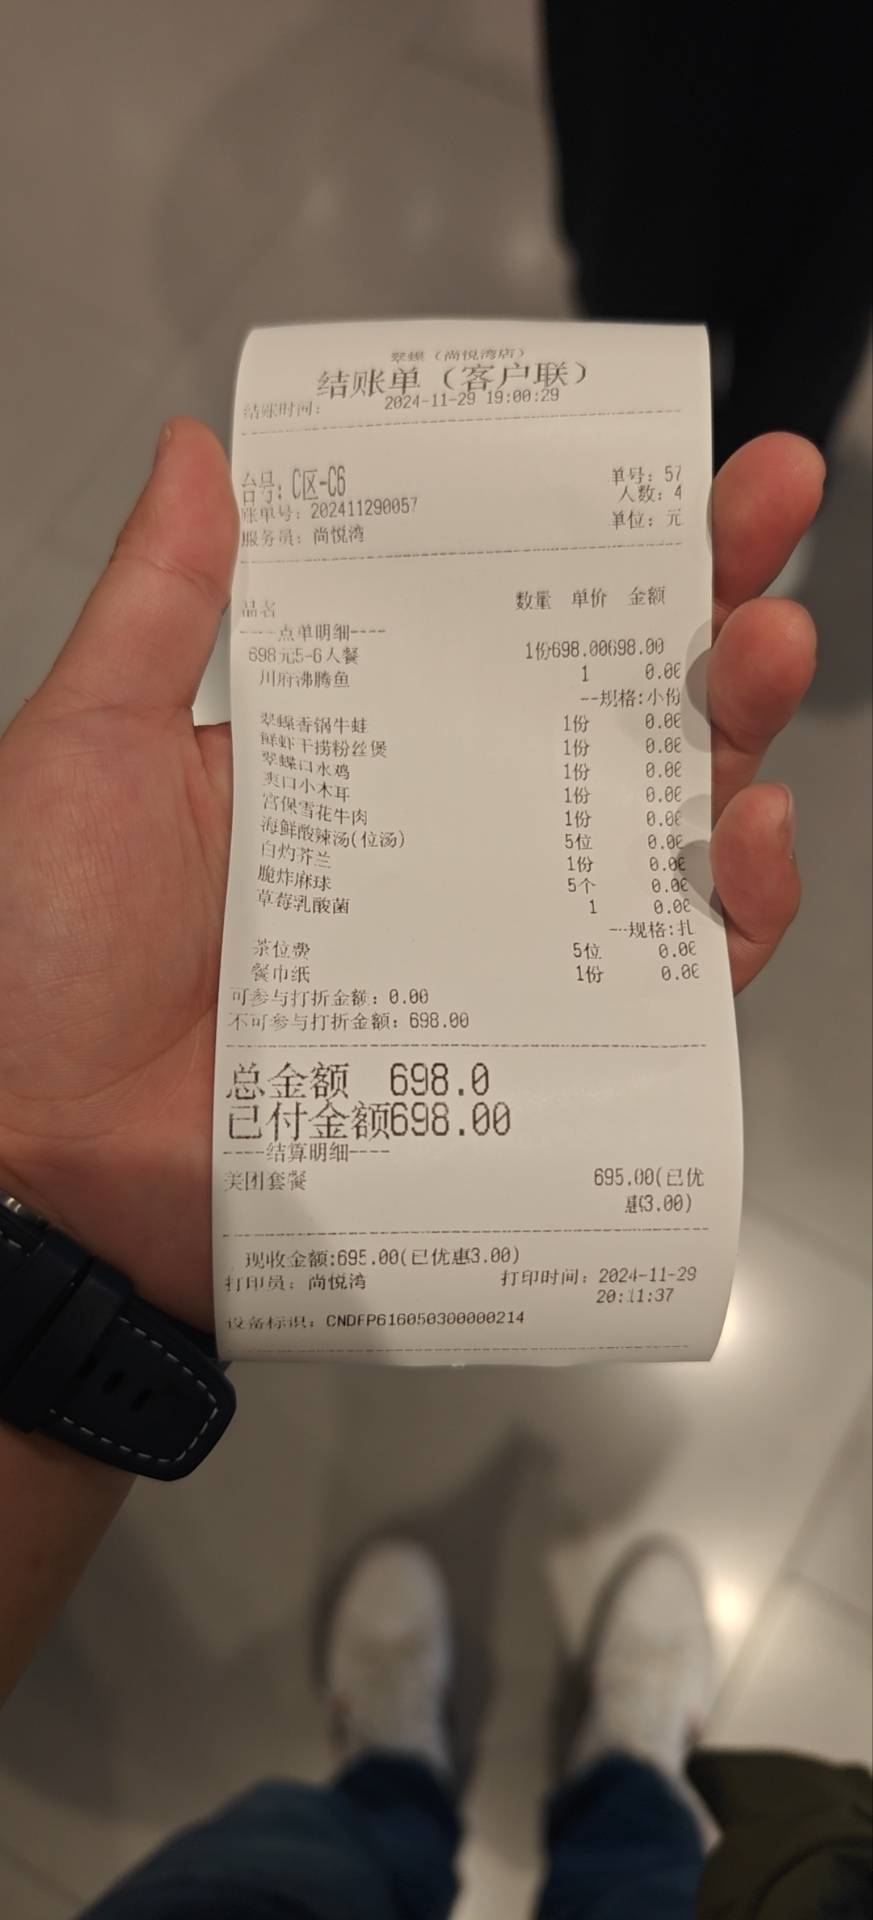 翠蝶（尚悦湾店）
结账单（客户联）
结账时间： 2024-11-29 19:00:29
台号：C区-C6 单号：57
人数：4
账单号：202411290057
单位：元
服务员：尚悦湾
品名 数量 单价 金额
----点单明细----
698元5-6人餐 1份698.00698.00
川府沸腾鱼 1 0.00
--规格:小份
翠蝶香锅牛蛙 1份 0.00
鲜虾干捞粉丝煲 1份 0.00
翠蝶口水鸡 1份 0.00
爽口小木耳 1份 0.00
宫保雪花牛肉 1份 0.00
海鲜酸辣汤(位汤) 5位 0.00
白灼芥兰 1份 0.00
脆炸麻球 5个 0.00
草莓乳酸菌 1 0.00
--规格:扎
茶位费 5位 0.00
餐巾纸 1份 0.00
可参与打折金额：0.00
不可参与打折金额：698.00
总金额 698.0
已付金额698.00
----结算明细----
美团套餐 695.00(已优
惠3.00)
现收金额:695.00(已优惠3.00)
打印员：尚悦湾 打印时间：2024-11-29
20:11:37
设备标识：CNDFP616050300000214